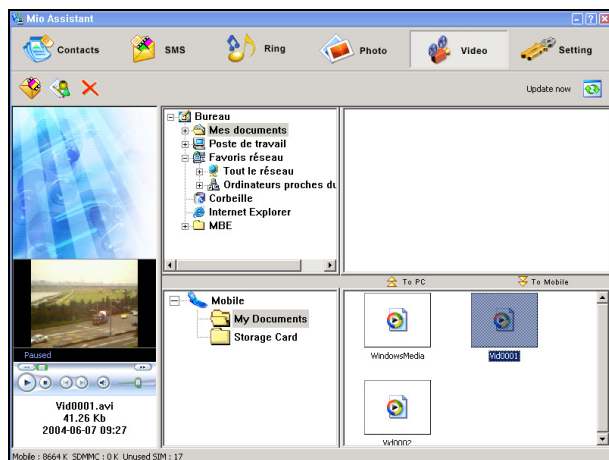 Mio Assistant
Contacts SMS Ring Photo Video Setting
Update now
Bureau
Mes documents
Poste de travail
Favoris réseau
Tout le réseau
Ordinateurs proches du
Corbeille
Internet Explorer
MBE
To PC To Mobile
Mobile
My Documents
Storage Card
WindowsMedia Vid0001
Vid0002
Paused
Vid0001.avi
41.26 Kb
2004-06-07 09:27
Mobile : 8664 K SDMMC : 0 K Unused SIM : 17